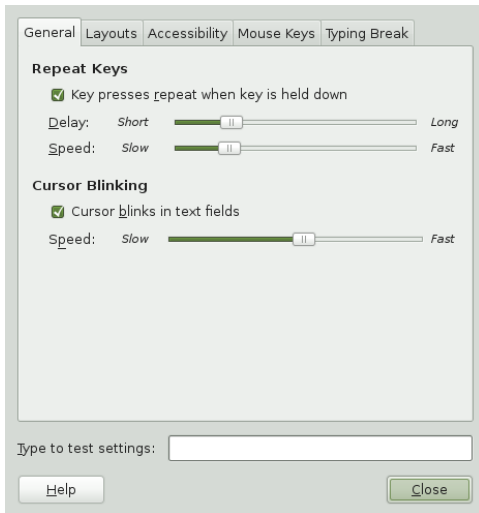 General Layouts Accessibility Mouse Keys Typing Break
Repeat Keys
Key presses repeat when key is held down
Delay: Short Long
Speed: Slow Fast
Cursor Blinking
Cursor blinks in text fields
Speed: Slow Fast
Type to test settings:
Help Close